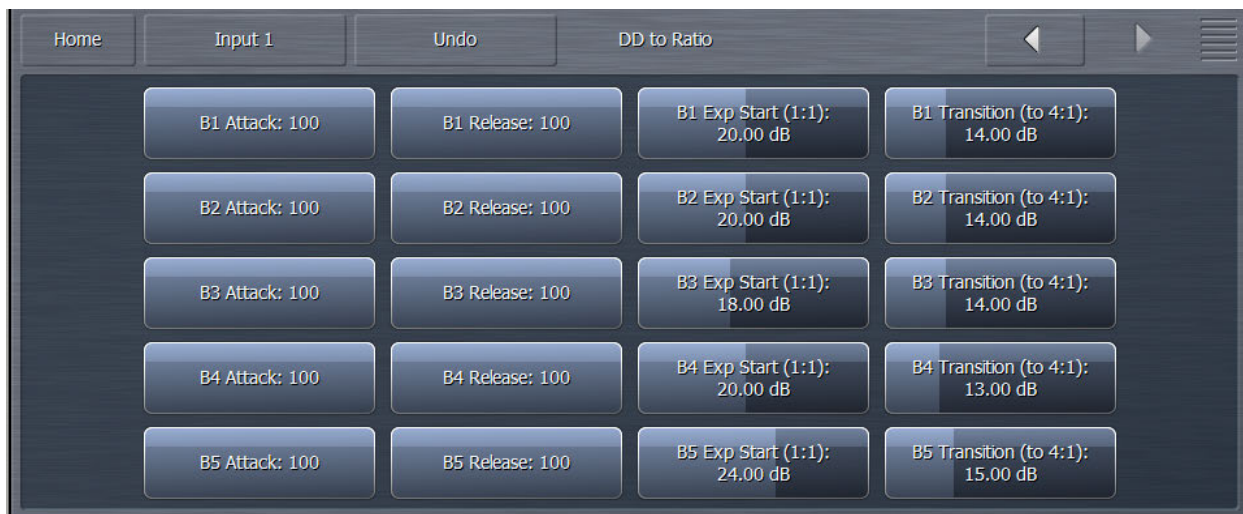 Home Input 1 Undo DD to Ratio
B1 Attack: 100 B1 Release: 100 B1 Exp Start (1:1): B1 Transition (to 4:1):
20.00 dB 14.00 dB
B2 Attack: 100 B2 Release: 100 B2 Exp Start (1:1): B2 Transition (to 4:1):
20.00 dB 14.00 dB
B3 Attack: 100 B3 Release: 100 B3 Exp Start (1:1): B3 Transition (to 4:1):
18.00 dB 14.00 dB
B4 Attack: 100 B4 Release: 100 B4 Exp Start (1:1): B4 Transition (to 4:1):
20.00 dB 13.00 dB
B5 Attack: 100 B5 Release: 100 B5 Exp Start (1:1): B5 Transition (to 4:1):
24.00 dB 15.00 dB